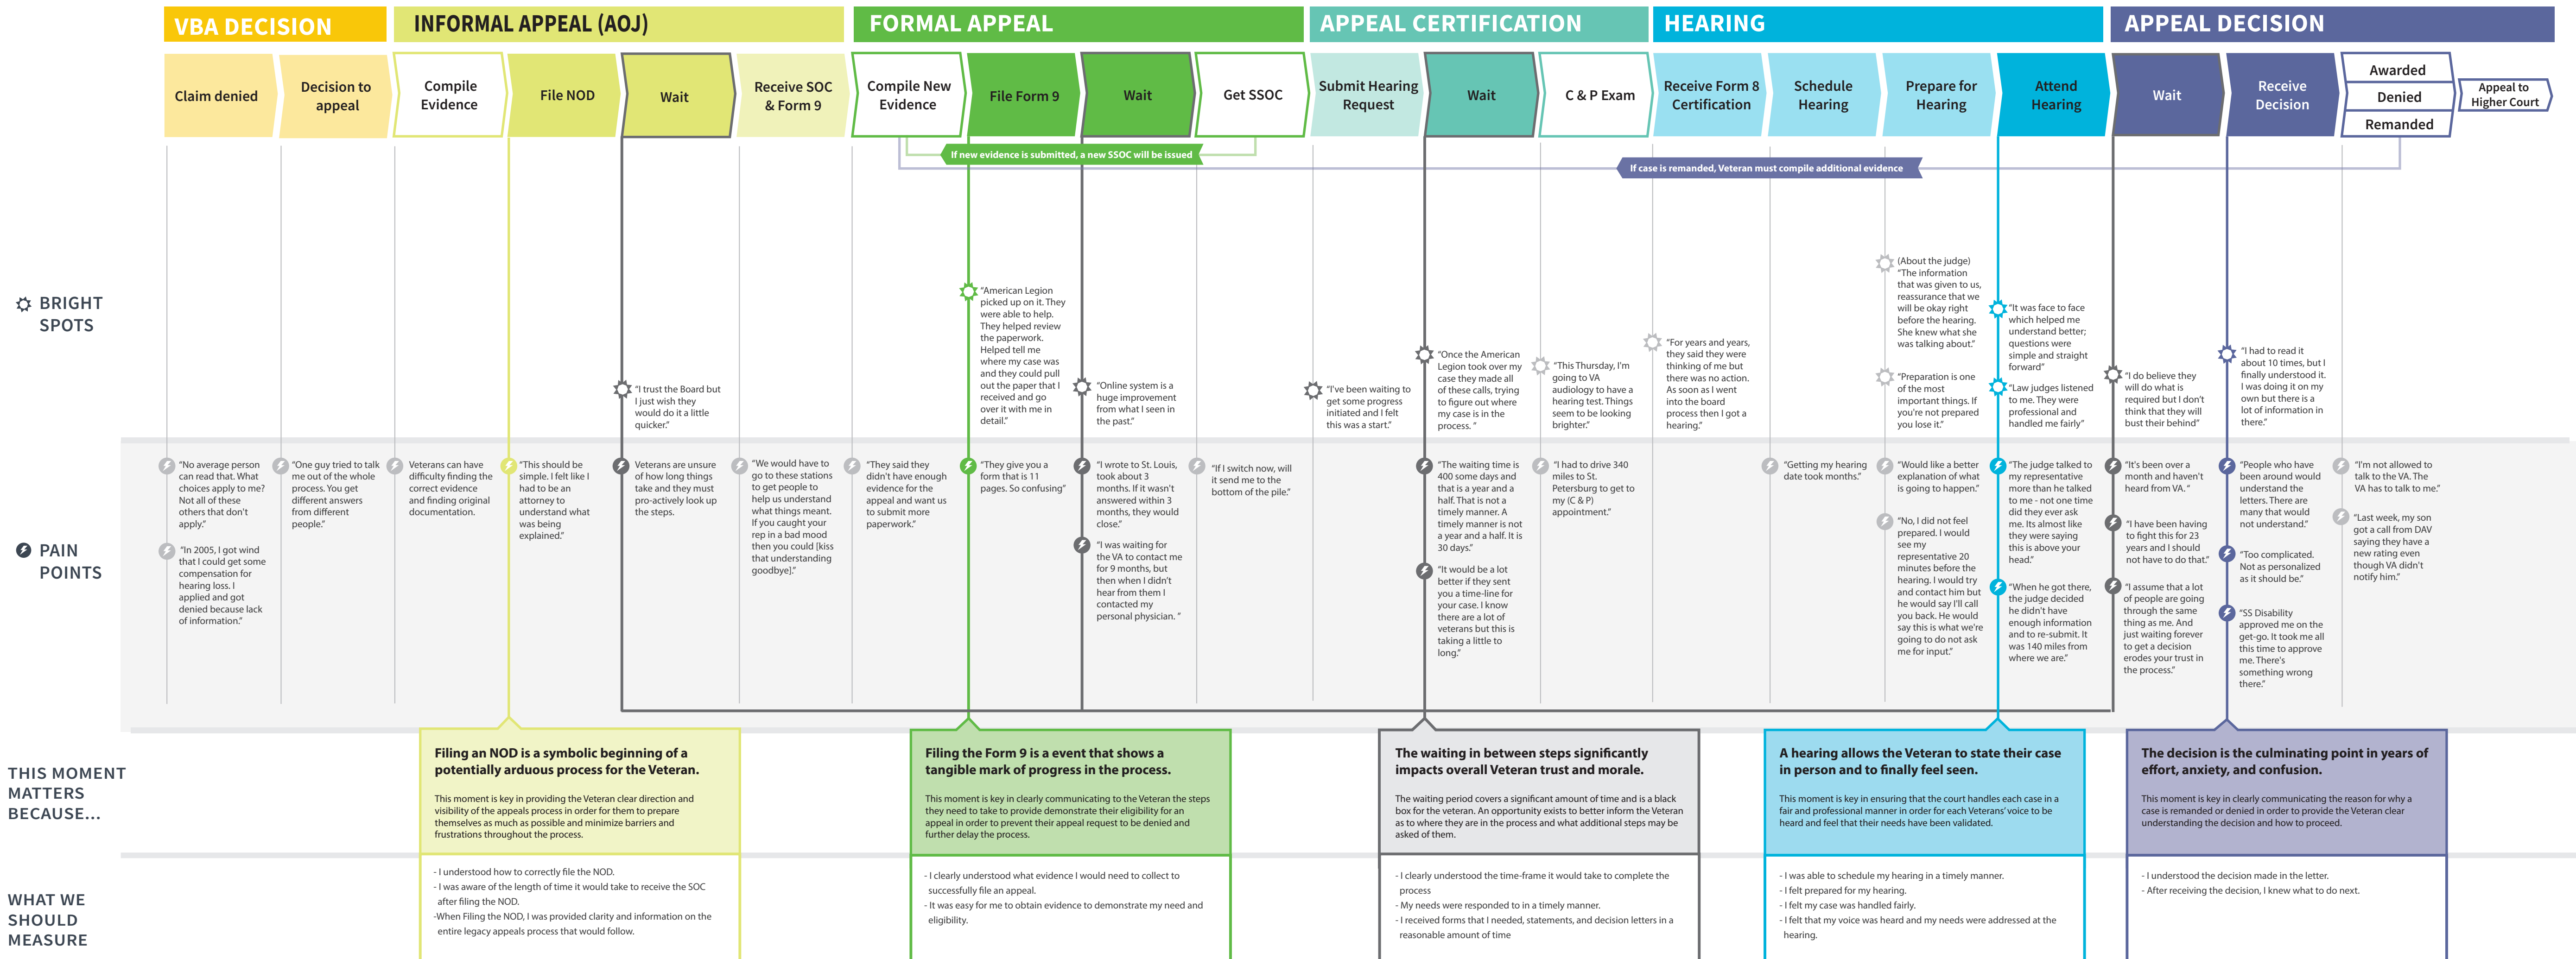 VBA DECISION
INFORMAL APPEAL (AOJ)
FORMAL APPEAL
APPEAL CERTIFICATION
HEARING
APPEAL DECISION
Claim denied
Decision to
appeal
Compile
Evidence
File NOD
Wait
Receive SOC
& Form 9
Compile New
Evidence
File Form 9
Wait
Get SSOC
Submit Hearing
Request
Wait
C & P Exam
Receive Form 8
Certification
Schedule
Hearing
Prepare for
Hearing
Attend
Hearing
Wait
Receive
Decision
Awarded
Denied
Remanded
Appeal to
Higher Court
If new evidence is submitted, a new SSOC will be issued
If case is remanded, Veteran must compile additional evidence
BRIGHT
SPOTS
“I trust the Board but
I just wish they
would do it a little
quicker.”
“American Legion
picked up on it. They
were able to help.
They helped review
the paperwork.
Helped tell me
where my case was
and they could pull
out the paper that I
received and go
over it with me in
detail.”
“Online system is a
huge improvement
from what I seen in
the past.”
“I've been waiting to
get some progress
initiated and I felt
this was a start.”
“Once the American
Legion took over my
case they made all
of these calls, trying
to figure out where
my case is in the
process. ”
“This Thursday, I'm
going to VA
audiology to have a
hearing test. Things
seem to be looking
brighter.”
“For years and years,
they said they were
thinking of me but
there was no action.
As soon as I went
into the board
process then I got a
hearing.”
(About the judge)
“The information
that was given to us,
reassurance that we
will be okay right
before the hearing.
She knew what she
was talking about.”
“Preparation is one
of the most
important things. If
you're not prepared
you lose it.”
“It was face to face
which helped me
understand better;
questions were
simple and straight
forward”
“Law judges listened
to me. They were
professional and
handled me fairly”
“I do believe they
will do what is
required but I don't
think that they will
bust their behind”
“I had to read it
about 10 times, but I
finally understood it.
I was doing it on my
own but there is a
lot of information in
there.”
PAIN
POINTS
“No average person
can read that. What
choices apply to me?
Not all of these
others that don't
apply.”
“In 2005, I got wind
that I could get some
compensation for
hearing loss. I
applied and got
denied because lack
of information.”
“One guy tried to talk
me out of the whole
process. You get
different answers
from different
people.”
Veterans can have
difficulty finding the
correct evidence
and finding original
documentation.
“This should be
simple. I felt like I
had to be an
attorney to
understand what
was being
explained.”
Veterans are unsure
of how long things
take and they must
pro-actively look up
the steps.
“We would have to
go to these stations
to get people to
help us understand
what things meant.
If you caught your
rep in a bad mood
then you could [kiss
that understanding
goodbye].”
“They said they
didn't have enough
evidence for the
appeal and want us
to submit more
paperwork.”
“They give you a
form that is 11
pages. So confusing”
“I wrote to St. Louis,
took about 3
months. If it wasn't
answered within 3
months, they would
close.”
“I was waiting for
the VA to contact me
for 9 months, but
then when I didn't
hear from them I
contacted my
personal physician. ”
“If I switch now, will
it send me to the
bottom of the pile.”
“The waiting time is
400 some days and
that is a year and a
half. That is not a
timely manner. A
timely manner is not
a year and a half. It is
30 days.”
“It would be a lot
better if they sent
you a time-line for
your case. I know
there are a lot of
veterans but this is
taking a little to
long.”
“I had to drive 340
miles to St.
Petersburg to get to
my (C & P)
appointment.”
“Getting my hearing
date took months.”
“Would like a better
explanation of what
is going to happen.”
“No, I did not feel
prepared. I would
see my
representative 20
minutes before the
hearing. I would try
and contact him but
he would say I'll call
you back. He would
say this is what we're
going to do not ask
me for input.”
“The judge talked to
my representative
more than he talked
to me - not one time
did they ever ask
me. Its almost like
they were saying
this is above your
head.”
“When he got there,
the judge decided
he didn't have
enough information
and to re-submit. It
was 140 miles from
where we are.”
“It's been over a
month and haven't
heard from VA. ”
“I have been having
to fight this for 23
years and I should
not have to do that.”
“I assume that a lot
of people are going
through the same
thing as me. And
just waiting forever
to get a decision
erodes your trust in
the process.”
“People who have
been around would
understand the
letters. There are
many that would
not understand.”
“Too complicated.
Not as personalized
as it should be.”
“SS Disability
approved me on the
get-go. It took me all
this time to approve
me. There's
something wrong
there.”
“I'm not allowed to
talk to the VA. The
VA has to talk to me.”
“Last week, my son
got a call from DAV
saying they have a
new rating even
though VA didn't
notify him.”
THIS MOMENT
MATTERS
BECAUSE...
Filing an NOD is a symbolic beginning of a
potentially arduous process for the Veteran.
This moment is key in providing the Veteran clear direction and
visibility of the appeals process in order for them to prepare
themselves as much as possible and minimize barriers and
frustrations throughout the process.
Filing the Form 9 is a event that shows a
tangible mark of progress in the process.
This moment is key in clearly communicating to the Veteran the steps
they need to take to provide demonstrate their eligibility for an
appeal in order to prevent their appeal request to be denied and
further delay the process.
The waiting in between steps significantly
impacts overall Veteran trust and morale.
The waiting period covers a significant amount of time and is a black
box for the veteran. An opportunity exists to better inform the Veteran
as to where they are in the process and what additional steps may be
asked of them.
A hearing allows the Veteran to state their case
in person and to finally feel seen.
This moment is key in ensuring that the court handles each case in a
fair and professional manner in order for each Veterans' voice to be
heard and feel that their needs have been validated.
The decision is the culminating point in years of
effort, anxiety, and confusion.
This moment is key in clearly communicating the reason for why a
case is remanded or denied in order to provide the Veteran clear
understanding the decision and how to proceed.
WHAT WE
SHOULD
MEASURE
- I understood how to correctly file the NOD.
- I was aware of the length of time it would take to receive the SOC
after filing the NOD.
-When Filing the NOD, I was provided clarity and information on the
entire legacy appeals process that would follow.
- I clearly understood what evidence I would need to collect to
successfully file an appeal.
- It was easy for me to obtain evidence to demonstrate my need and
eligibility.
- I clearly understood the time-frame it would take to complete the
process
- My needs were responded to in a timely manner.
- I received forms that I needed, statements, and decision letters in a
reasonable amount of time
- I was able to schedule my hearing in a timely manner.
- I felt prepared for my hearing.
- I felt my case was handled fairly.
- I felt that my voice was heard and my needs were addressed at the
hearing.
- I understood the decision made in the letter.
- After receiving the decision, I knew what to do next.